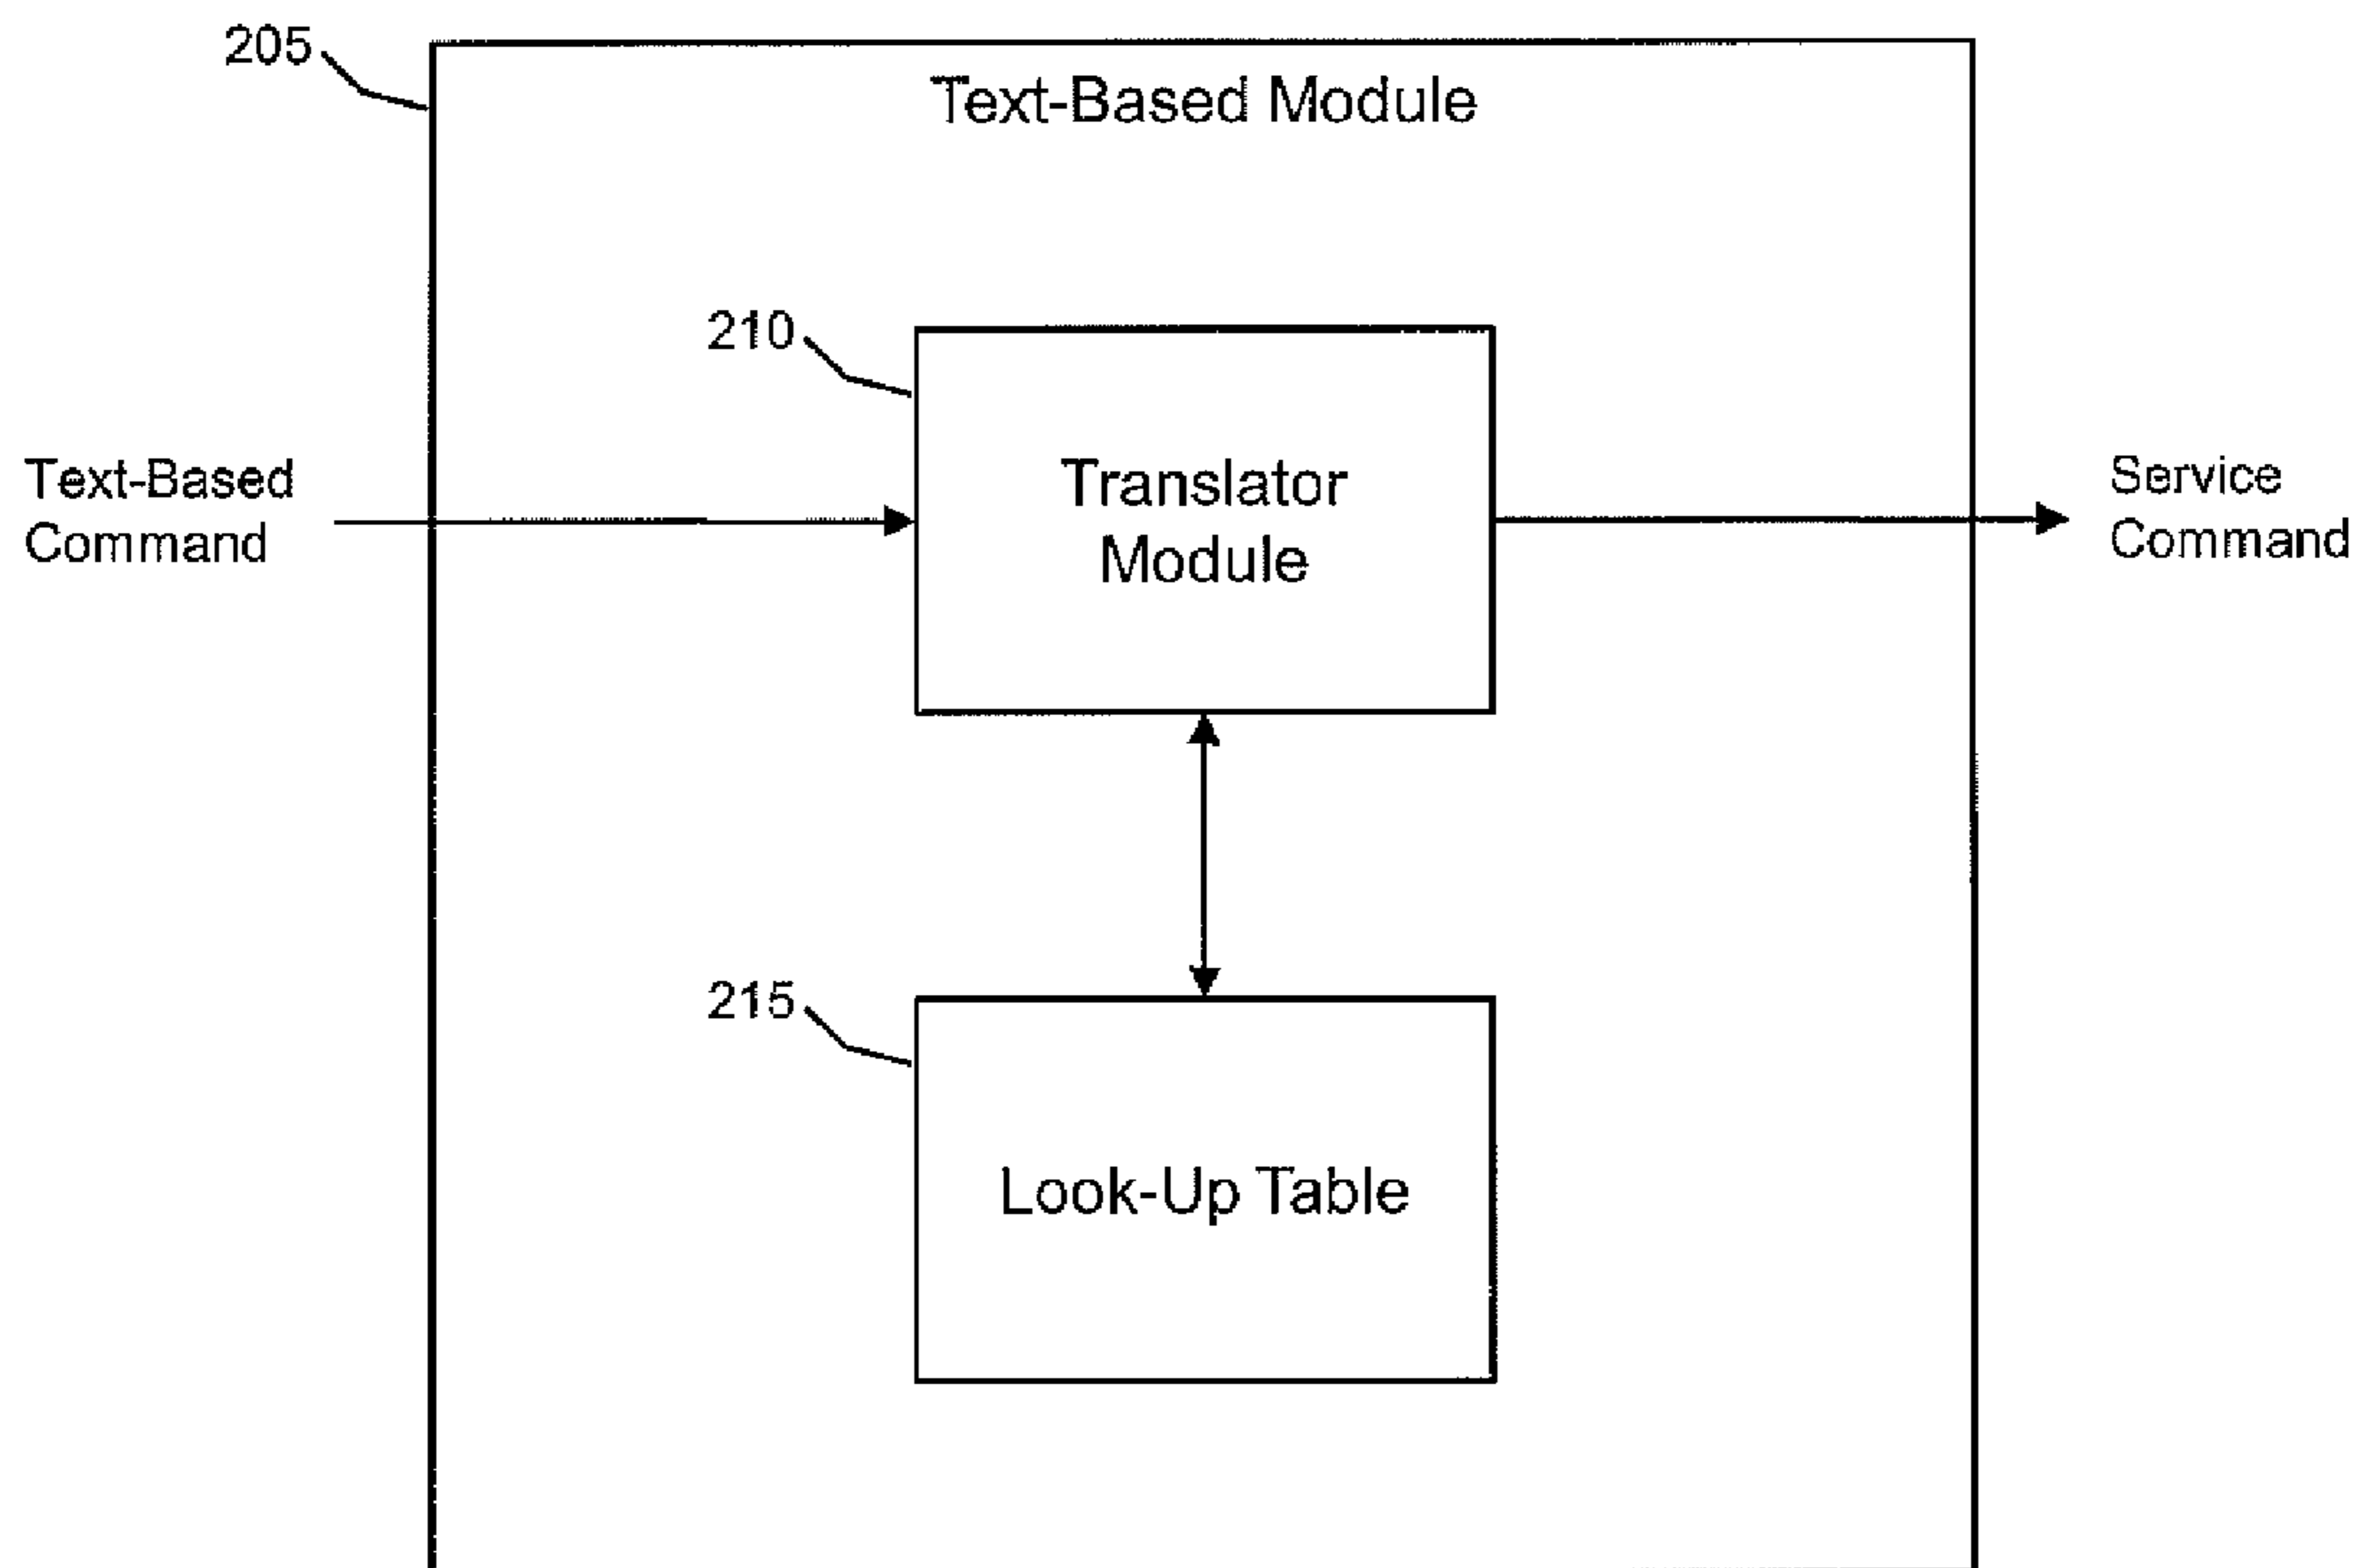 205
Text-Based Module
210
Text-Based
Command
Translator
Module
Service
Command
215
Look-Up Table